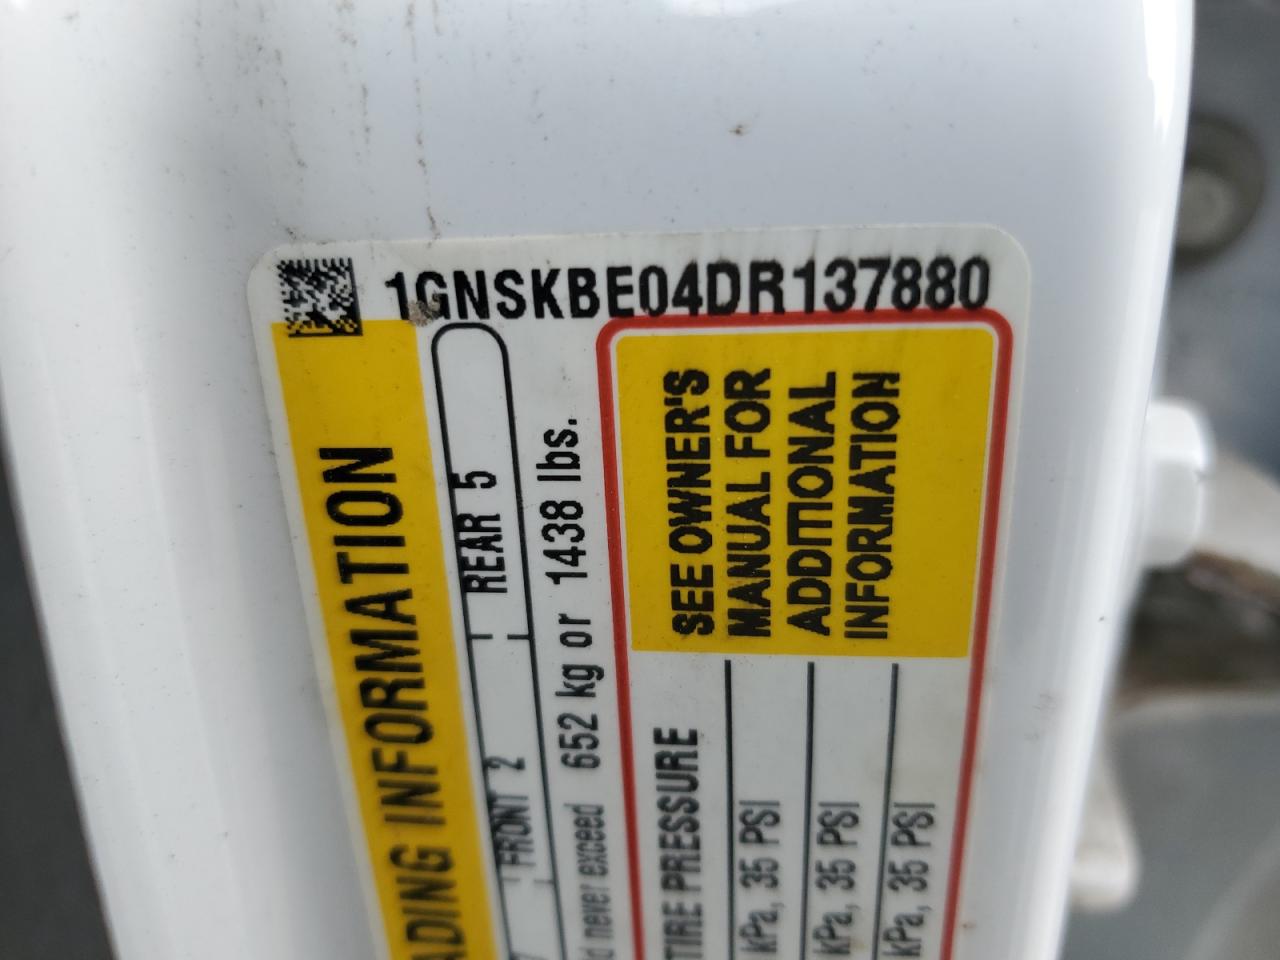 1GNSKBE04DR137880
ADING INFORMATION
FRONT 2 REAR 5
never exceed 652 kg or 1438 lbs.
SEE OWNER'S
MANUAL FOR
ADDITIONAL
INFORMATION
TIRE PRESSURE
kPa, 35 PSI
kPa, 35 PSI
kPa, 35 PSI